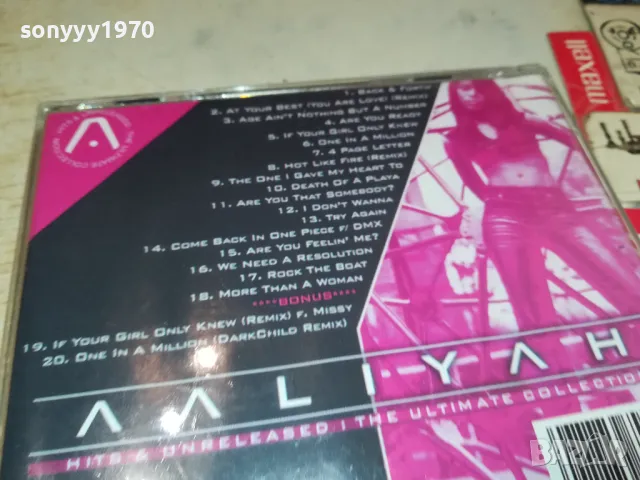 sonyyy1970
maxell
THE ULTIMATE COLLECTION
1. BACK & FORTH
2. AT YOUR BEST (YOU ARE LOVE) (REMIX)
3. AGE AIN'T NOTHING BUT A NUMBER
4. ARE YOU READY
5. IF YOUR GIRL ONLY KNEW
6. ONE IN A MILLION
7. 4 PAGE LETTER
8. HOT LIKE FIRE (REMIX)
9. THE ONE I GAVE MY HEART TO
10. DEATH OF A PLAYA
11. ARE YOU THAT SOMEBODY?
12. I DON'T WANNA
13. TRY AGAIN
14. COME BACK IN ONE PIECE F/ DMX
15. ARE YOU FEELIN' ME?
16. WE NEED A RESOLUTION
17. ROCK THE BOAT
18. MORE THAN A WOMAN
****BONUS****
19. IF YOUR GIRL ONLY KNEW (REMIX) F. MISSY
20. ONE IN A MILLION (DARKCHILD REMIX)
AALIYAH
HITS & UNRELEASED | THE ULTIMATE COLLECTION
BAZAR